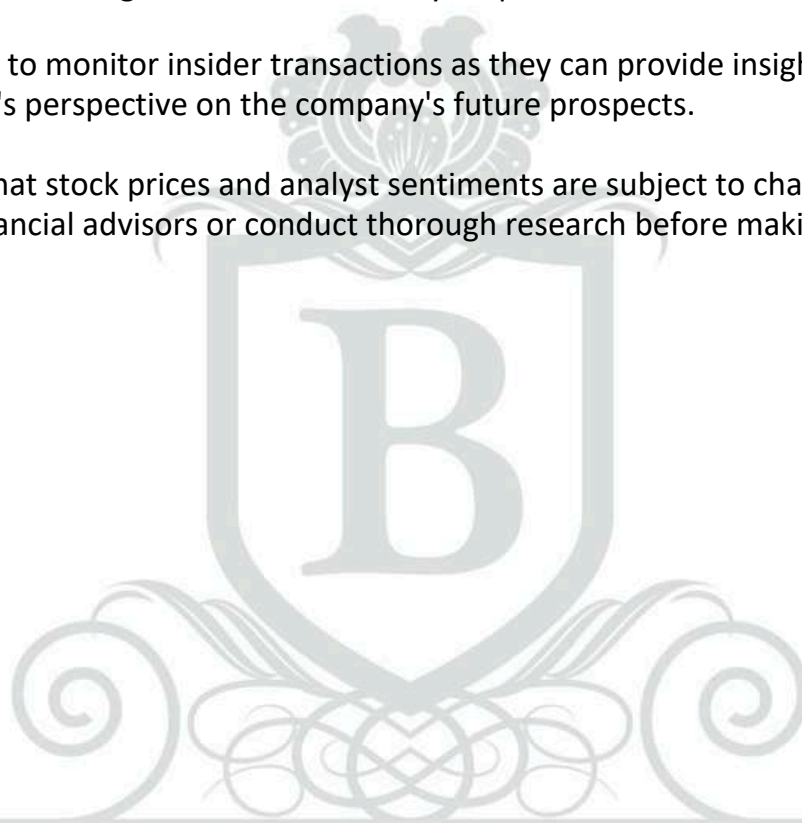 to monitor insider transactions as they can provide insigh
's perspective on the company's future prospects.
hat stock prices and analyst sentiments are subject to cha
ancial advisors or conduct thorough research before maki
B